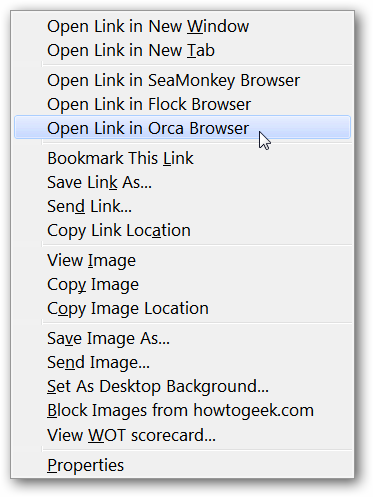 Open Link in New Window
Open Link in New Tab
Open Link in SeaMonkey Browser
Open Link in Flock Browser
Open Link in Orca Browser
Bookmark This Link
Save Link As...
Send Link...
Copy Link Location
View Image
Copy Image
Copy Image Location
Save Image As...
Send Image...
Set As Desktop Background...
Block Images from howtogeek.com
View WOT scorecard...
Properties